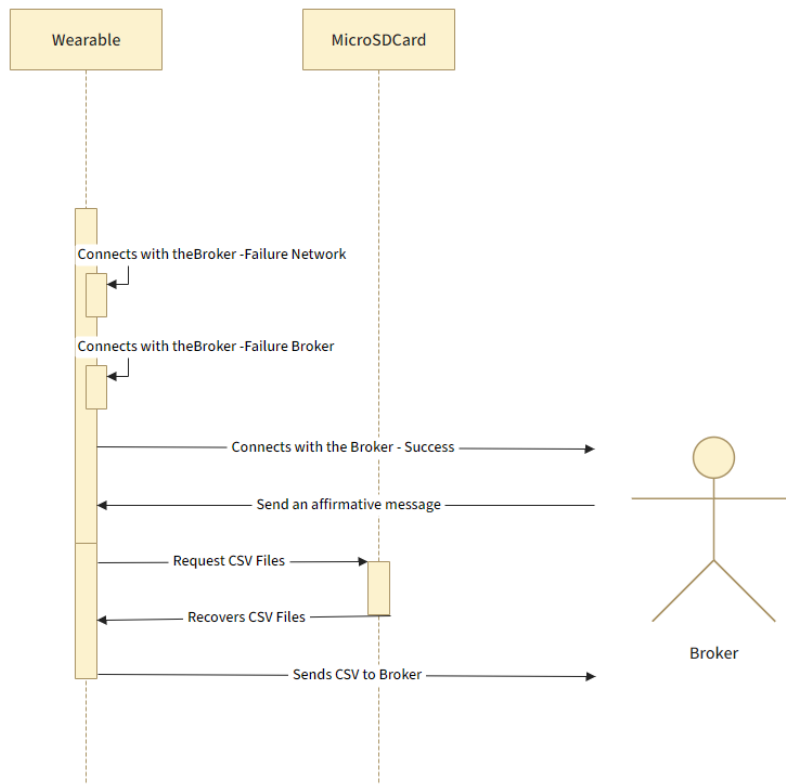 Wearable
MicroSDCard
Connects with theBroker -Failure Network
Connects with theBroker -Failure Broker
Connects with the Broker - Success
Send an affirmative message
Request CSV Files
Recovers CSV Files
Broker
Sends CSV to Broker